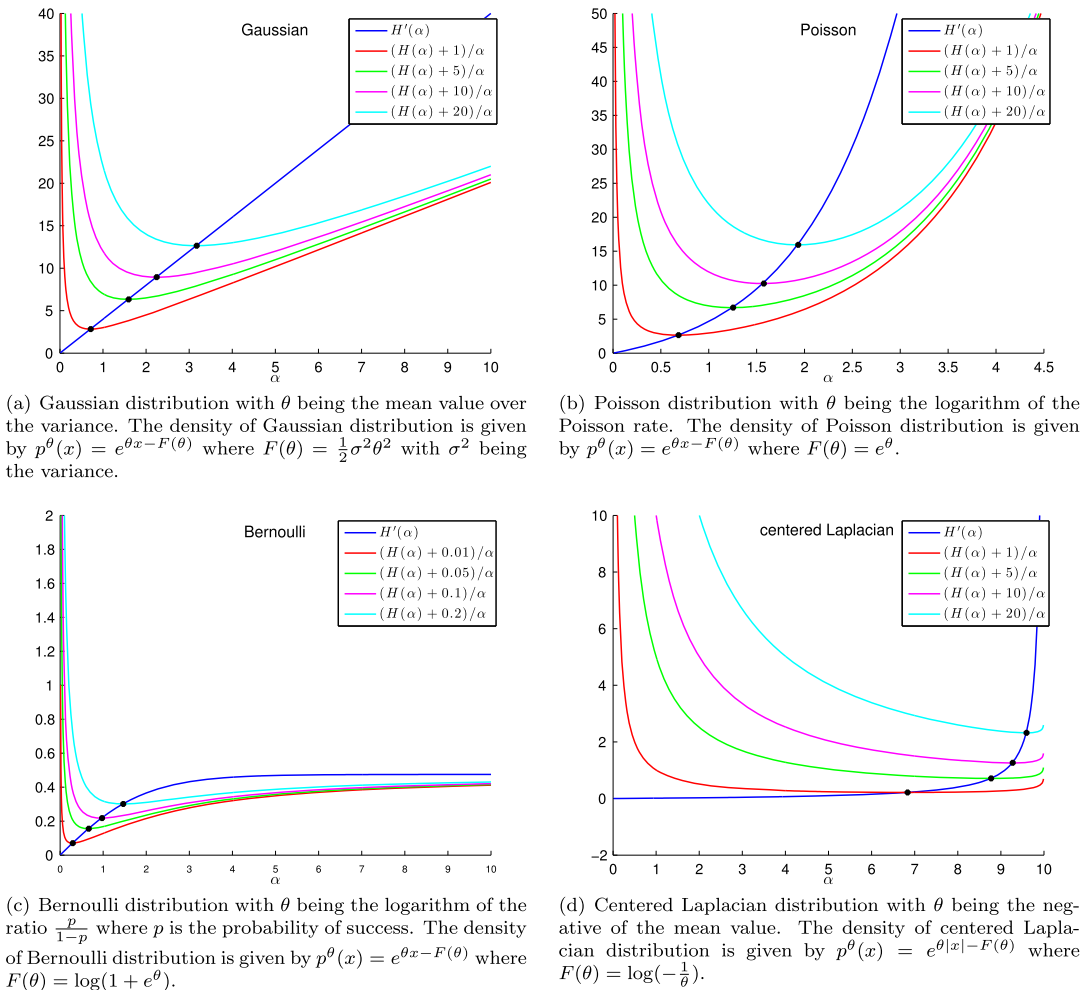 Gaussian
H′(α)
(H(α) + 1)/α
(H(α) + 5)/α
(H(α) + 10)/α
(H(α) + 20)/α
40
35
30
25
20
15
10
5
0
0 1 2 3 4 5 6 7 8 9 10
α
(a) Gaussian distribution with θ being the mean value over
the variance. The density of Gaussian distribution is given
by p^θ(x) = e^{θx−F(θ)} where F(θ) = ½σ²θ² with σ² being
the variance.
Poisson
H′(α)
(H(α) + 1)/α
(H(α) + 5)/α
(H(α) + 10)/α
(H(α) + 20)/α
50
45
40
35
30
25
20
15
10
5
0
0 0.5 1 1.5 2 2.5 3 3.5 4 4.5
α
(b) Poisson distribution with θ being the logarithm of the
Poisson rate. The density of Poisson distribution is given
by p^θ(x) = e^{θx−F(θ)} where F(θ) = e^θ.
Bernoulli
H′(α)
(H(α) + 0.01)/α
(H(α) + 0.05)/α
(H(α) + 0.1)/α
(H(α) + 0.2)/α
2
1.8
1.6
1.4
1.2
1
0.8
0.6
0.4
0.2
0
0 1 2 3 4 5 6 7 8 9 10
α
(c) Bernoulli distribution with θ being the logarithm of the
ratio p/(1−p) where p is the probability of success. The density
of Bernoulli distribution is given by p^θ(x) = e^{θx−F(θ)} where
F(θ) = log(1 + e^θ).
centered Laplacian
H′(α)
(H(α) + 1)/α
(H(α) + 5)/α
(H(α) + 10)/α
(H(α) + 20)/α
10
8
6
4
2
0
−2
0 1 2 3 4 5 6 7 8 9 10
α
(d) Centered Laplacian distribution with θ being the neg-
ative of the mean value. The density of centered Lapla-
cian distribution is given by p^θ(x) = e^{θ|x|−F(θ)} where
F(θ) = log(−1/θ).